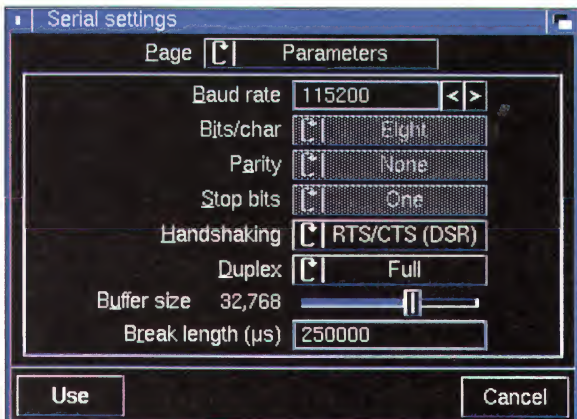 Serial settings
Page Parameters
Baud rate 115200 < >
Bits/char Eight
Parity None
Stop bits One
Handshaking RTS/CTS (DSR)
Duplex Full
Buffer size 32,768
Break length (µs) 250000
Use Cancel